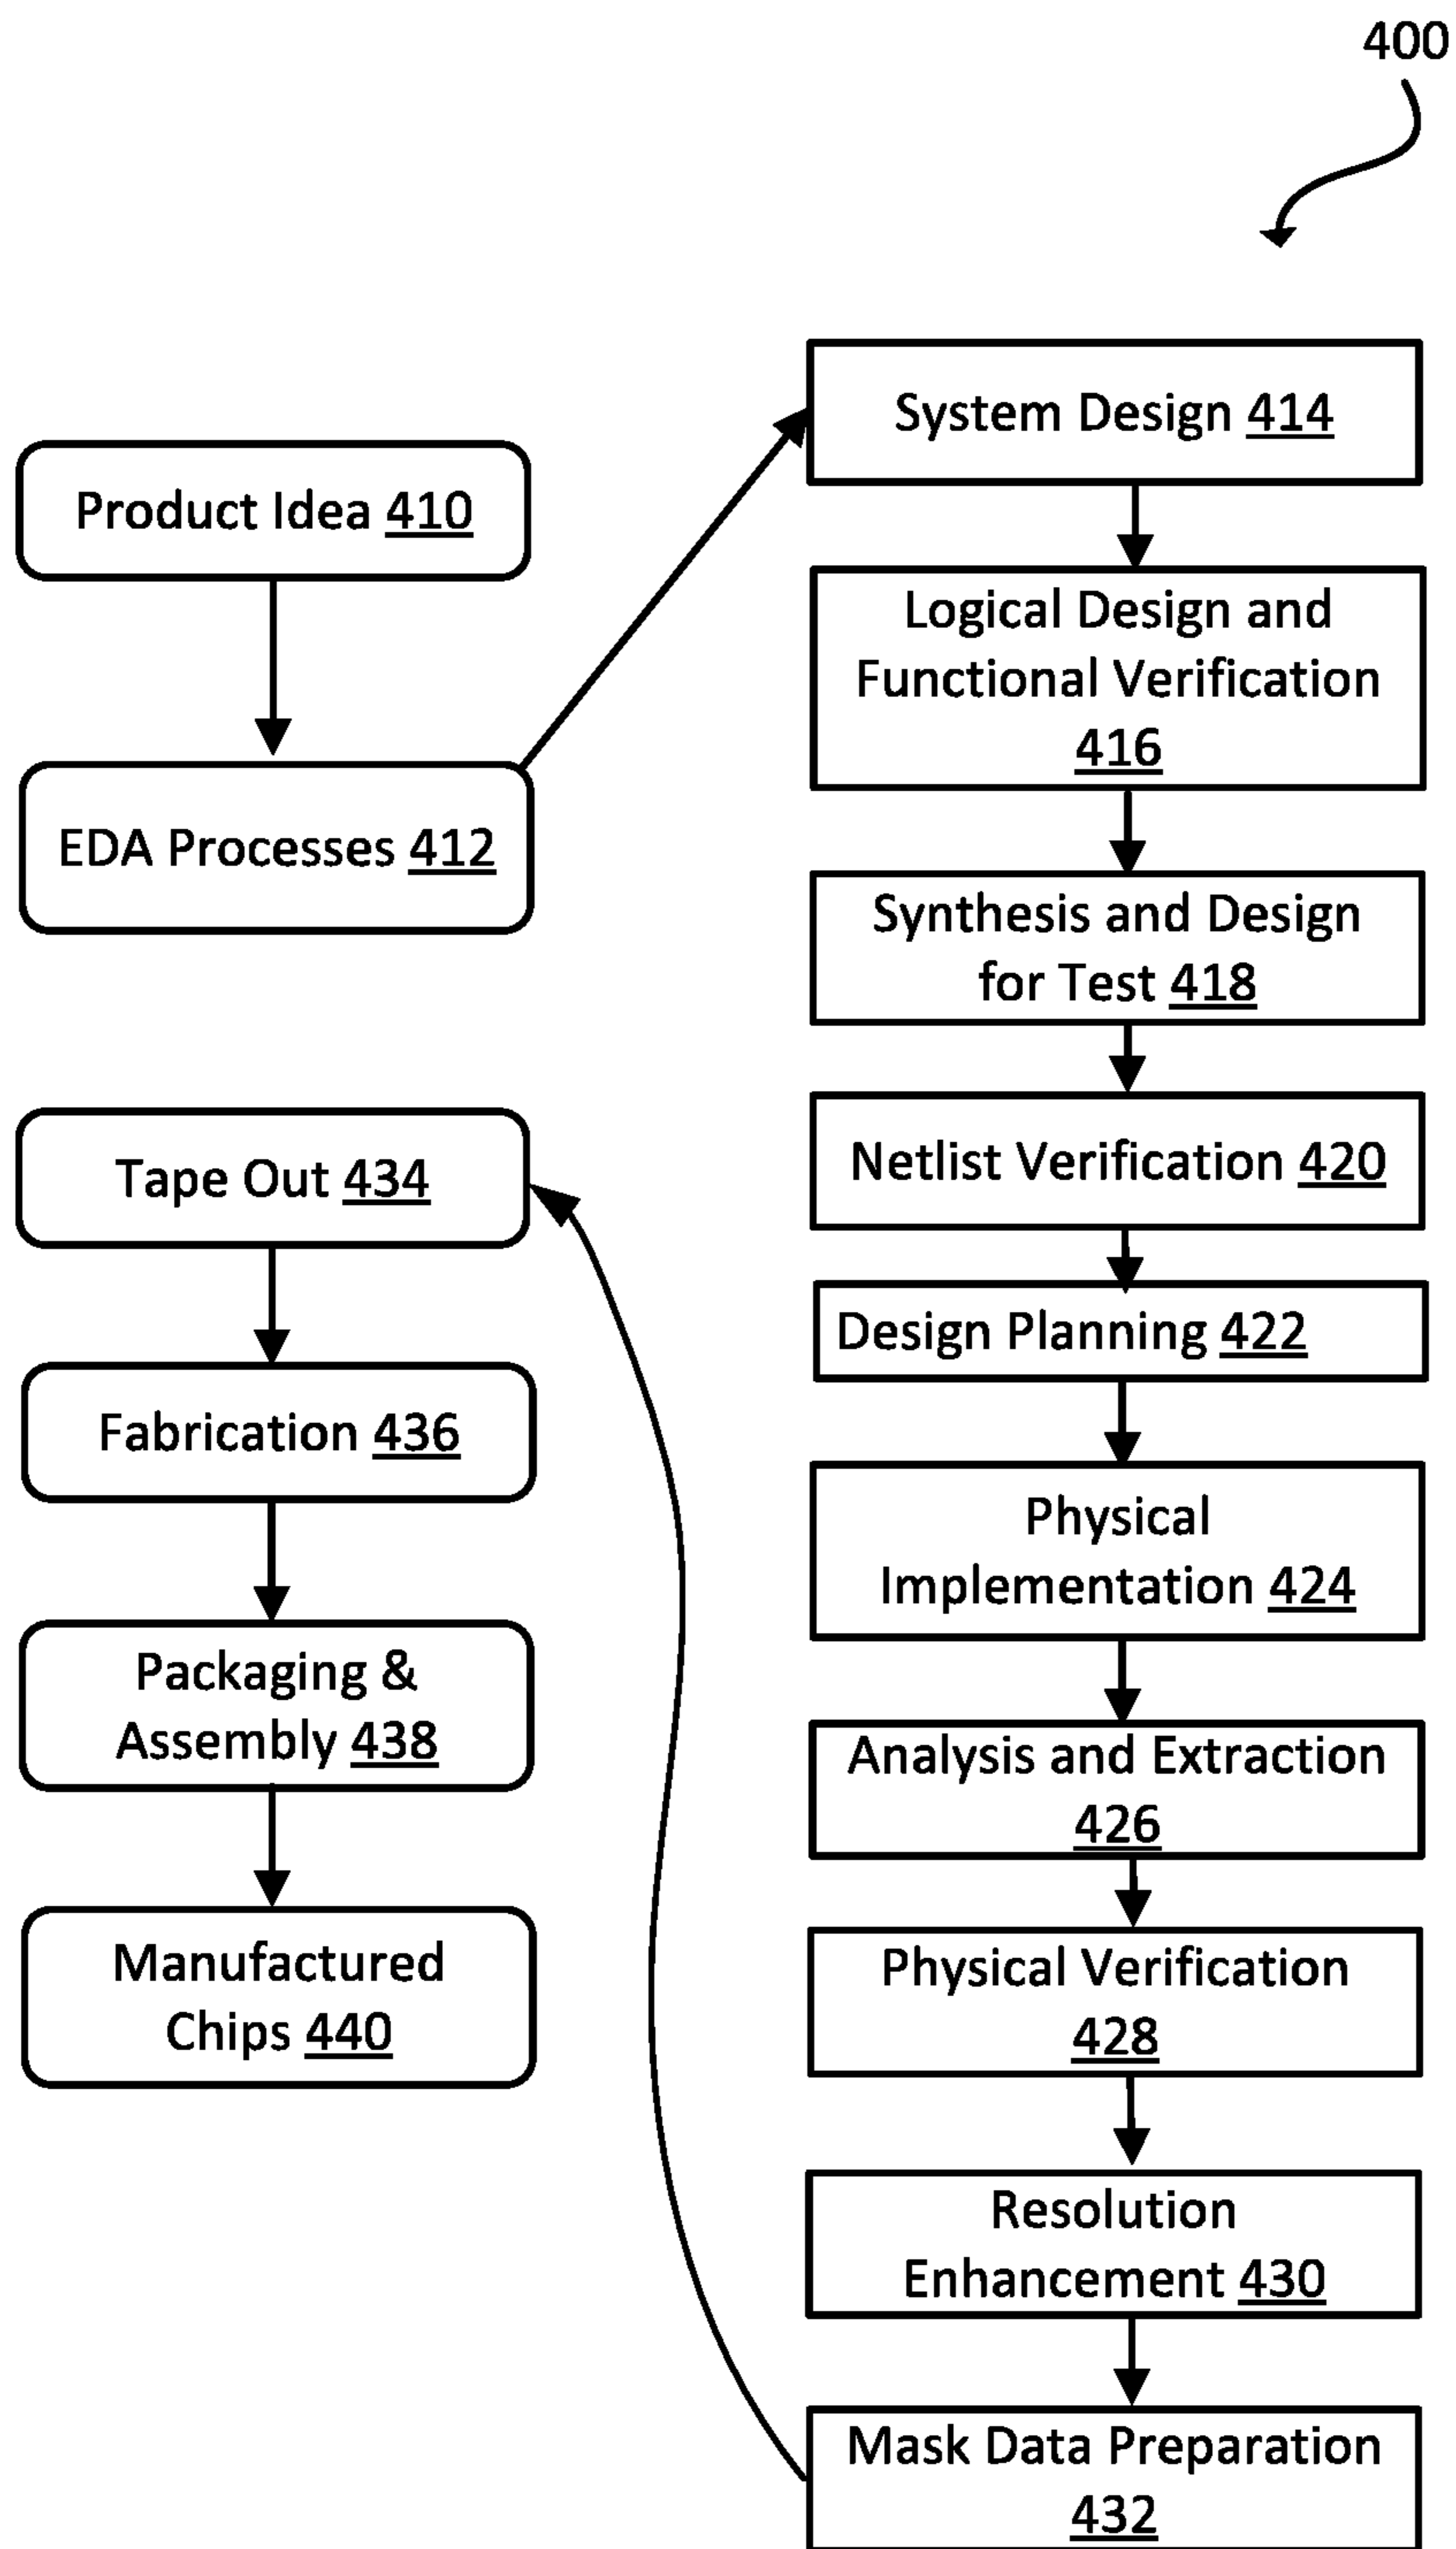 400
Product Idea 410
EDA Processes 412
System Design 414
Logical Design and
Functional Verification
416
Synthesis and Design
for Test 418
Netlist Verification 420
Design Planning 422
Physical
Implementation 424
Analysis and Extraction
426
Physical Verification
428
Resolution
Enhancement 430
Mask Data Preparation
432
Tape Out 434
Fabrication 436
Packaging &
Assembly 438
Manufactured
Chips 440